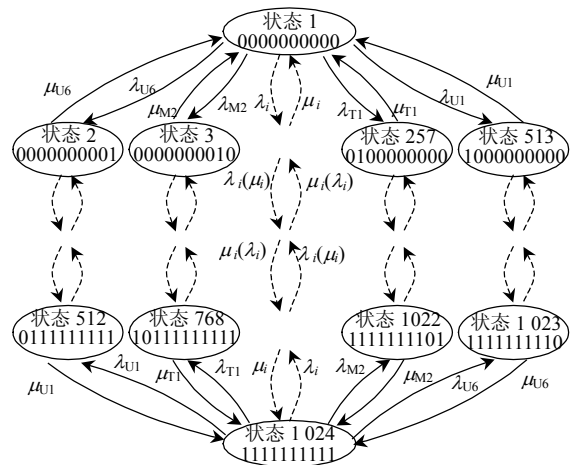 状态 1
0000000000
μU6 λU6 μM2 λM2 λi μi λT1 μT1 λU1 μU1
状态 2 状态 3 状态 257 状态 513
0000000001 0000000010 0100000000 1000000000
λi(μi) μi(λi)
μi(λi) λi(μi)
状态 512 状态 768 状态 1022 状态 1 023
0111111111 10111111111 1111111101 1111111110
μU1 λU1 μT1 λT1 μi λi λM2 μM2 λU6 μU6
状态 1 024
1111111111